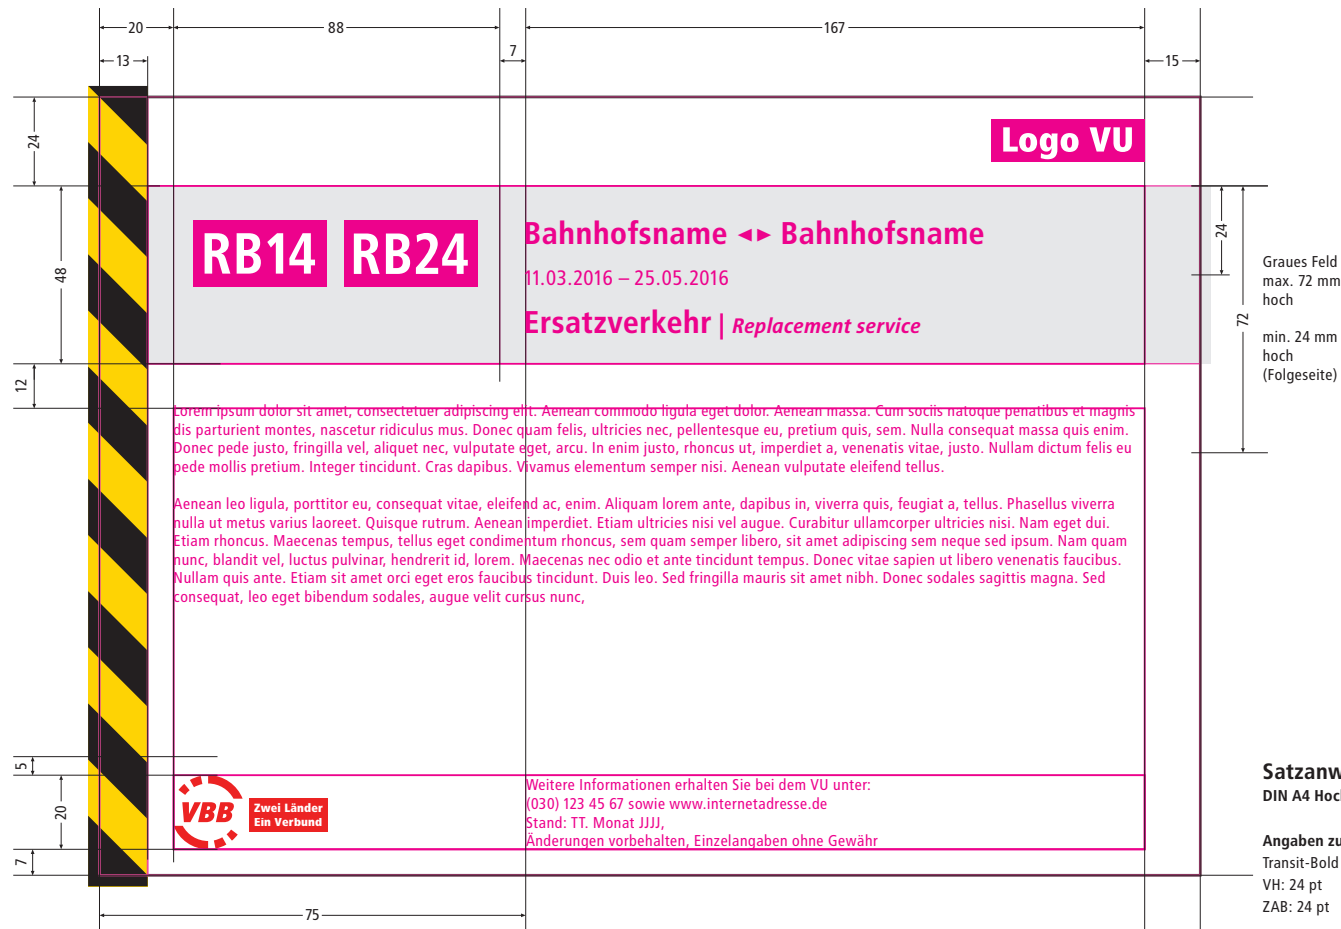 20
88
167
13
7
15
24
Logo VU
48
RB14 RB24
Bahnhofsname ◄► Bahnhofsname
11.03.2016 – 25.05.2016
Ersatzverkehr | Replacement service
24
72
Graues Feld
max. 72 mm
hoch
min. 24 mm
hoch
(Folgeseite)
12
Lorem ipsum dolor sit amet, consectetuer adipiscing elit. Aenean commodo ligula eget dolor. Aenean massa. Cum sociis natoque penatibus et magnis
dis parturient montes, nascetur ridiculus mus. Donec quam felis, ultricies nec, pellentesque eu, pretium quis, sem. Nulla consequat massa quis enim.
Donec pede justo, fringilla vel, aliquet nec, vulputate eget, arcu. In enim justo, rhoncus ut, imperdiet a, venenatis vitae, justo. Nullam dictum felis eu
pede mollis pretium. Integer tincidunt. Cras dapibus. Vivamus elementum semper nisi. Aenean vulputate eleifend tellus.
Aenean leo ligula, porttitor eu, consequat vitae, eleifend ac, enim. Aliquam lorem ante, dapibus in, viverra quis, feugiat a, tellus. Phasellus viverra
nulla ut metus varius laoreet. Quisque rutrum. Aenean imperdiet. Etiam ultricies nisi vel augue. Curabitur ullamcorper ultricies nisi. Nam eget dui.
Etiam rhoncus. Maecenas tempus, tellus eget condimentum rhoncus, sem quam semper libero, sit amet adipiscing sem neque sed ipsum. Nam quam
nunc, blandit vel, luctus pulvinar, hendrerit id, lorem. Maecenas nec odio et ante tincidunt tempus. Donec vitae sapien ut libero venenatis faucibus.
Nullam quis ante. Etiam sit amet orci eget eros faucibus tincidunt. Duis leo. Sed fringilla mauris sit amet nibh. Donec sodales sagittis magna. Sed
consequat, leo eget bibendum sodales, augue velit cursus nunc,
5
20
7
VBB
Zwei Länder
Ein Verbund
Weitere Informationen erhalten Sie bei dem VU unter:
(030) 123 45 67 sowie www.internetadresse.de
Stand: TT. Monat JJJJ,
Änderungen vorbehalten, Einzelangaben ohne Gewähr
75
Satzanw
DIN A4 Hoc
Angaben zu
Transit-Bold
VH: 24 pt
ZAB: 24 pt